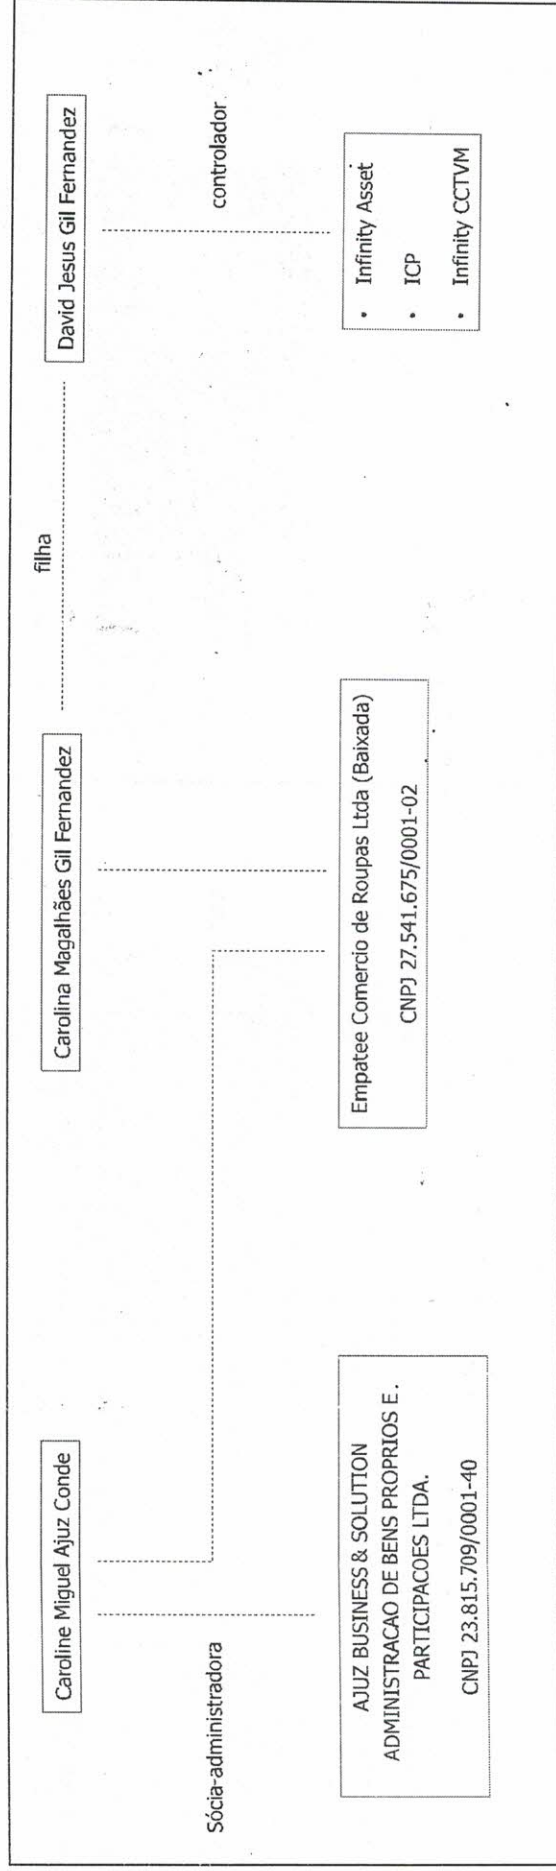 Caroline Miguel Ajuz Conde
Carolina Magalhães Gil Fernandez
filha
David Jesus Gil Fernandez
Sócia-administradora
controlador
AJUZ BUSINESS & SOLUTION
ADMINISTRACAO DE BENS PROPRIOS E.
PARTICIPACOES LTDA.
CNPJ 23.815.709/0001-40
Empatee Comercio de Roupas Ltda (Baixada)
CNPJ 27.541.675/0001-02
• Infinity Asset
• ICP
• Infinity CCTVM